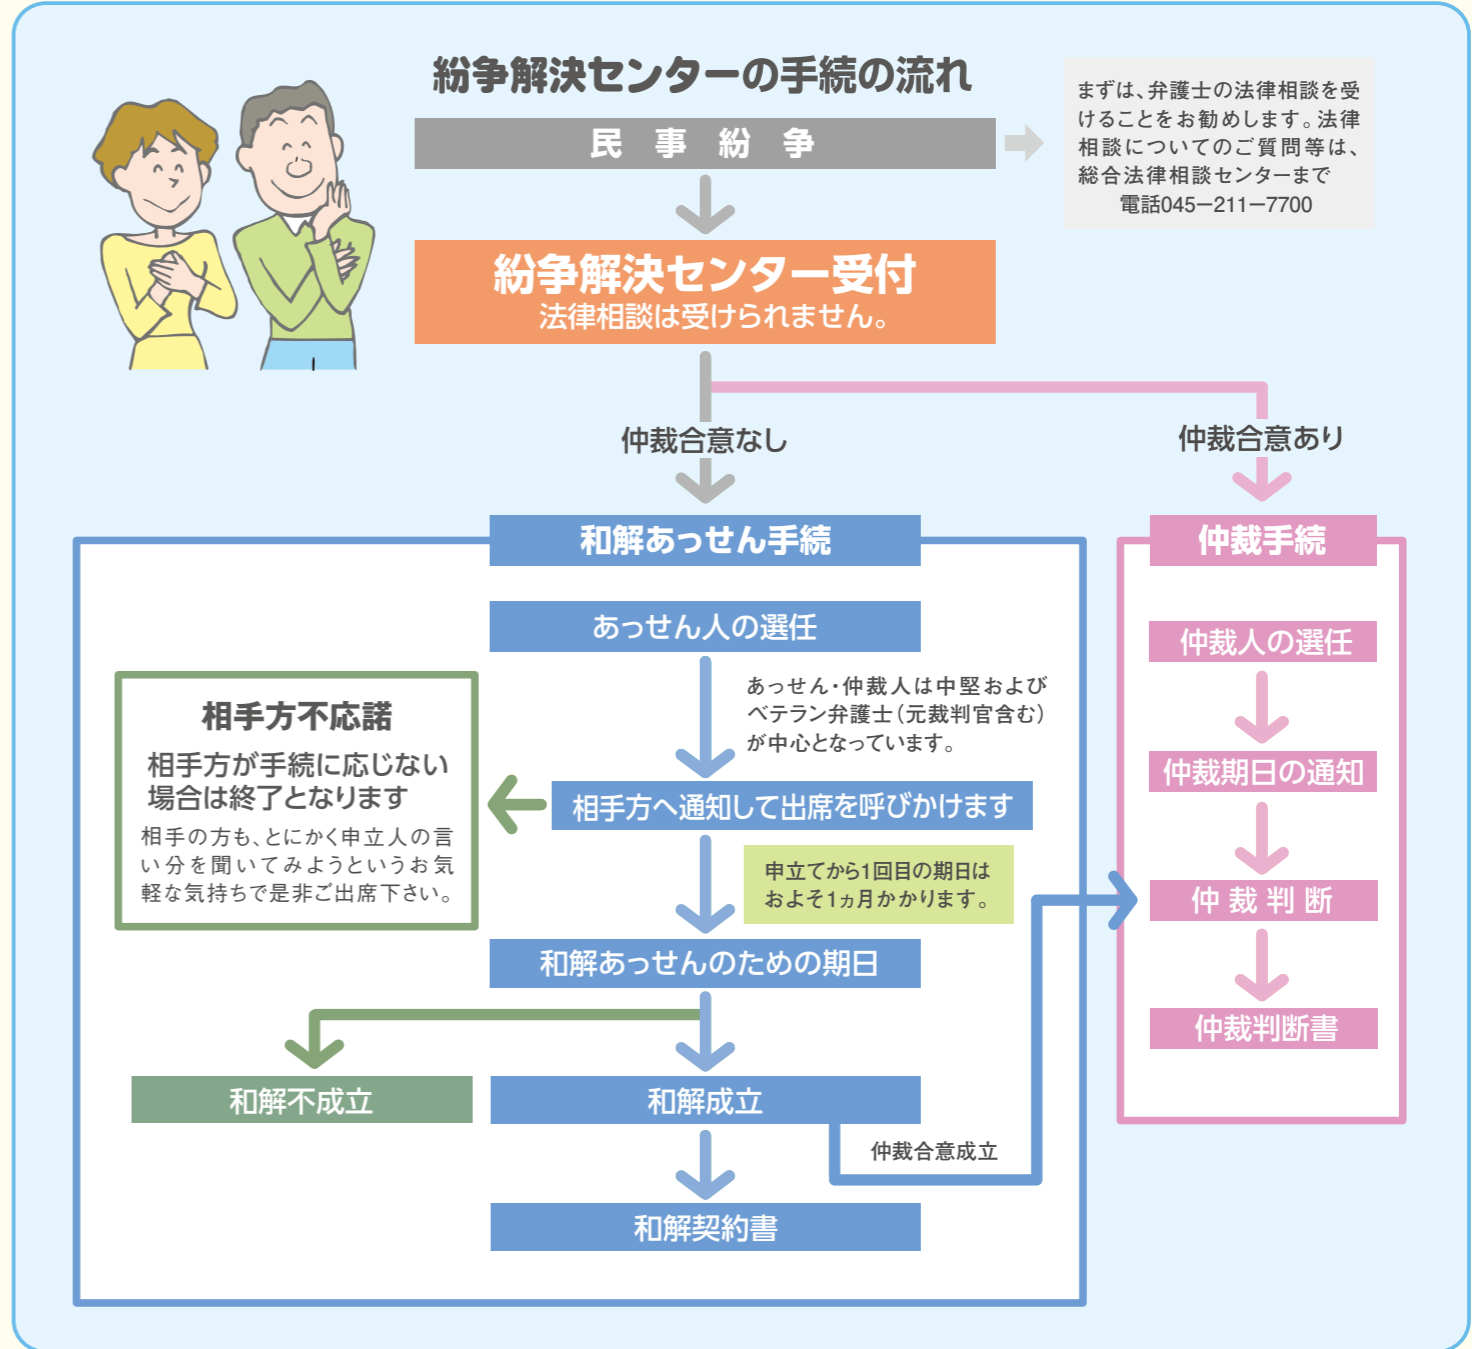 紛争解決センターの手続の流れ
民事紛争
まずは、弁護士の法律相談を受
けることをお勧めします。法律
相談についてのご質問等は、
総合法律相談センターまで
電話045－211－7700
紛争解決センター受付
法律相談は受けられません。
仲裁合意なし
仲裁合意あり
和解あっせん手続
あっせん人の選任
あっせん・仲裁人は中堅および
ベテラン弁護士（元裁判官含む）
が中心となっています。
相手方へ通知して出席を呼びかけます
相手方不応諾
相手方が手続に応じない
場合は終了となります
相手の方も、とにかく申立人の言
い分を聞いてみようというお気
軽な気持ちで是非ご出席下さい。
申立てから1回目の期日は
およそ1ヵ月かかります。
和解あっせんのための期日
和解不成立
和解成立
仲裁合意成立
和解契約書
仲裁手続
仲裁人の選任
仲裁期日の通知
仲裁判断
仲裁判断書